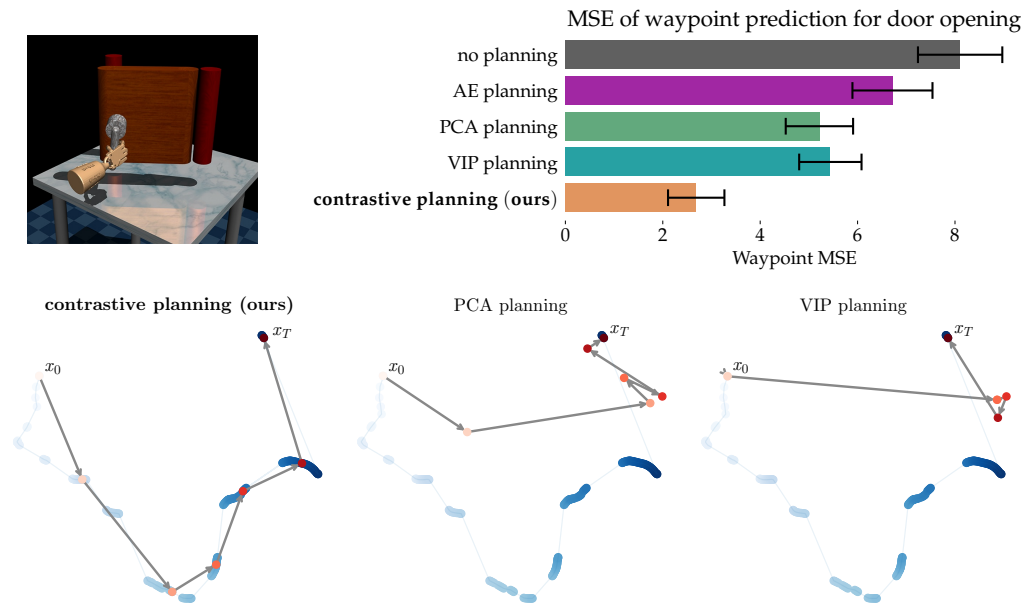 MSE of waypoint prediction for door opening
no planning
AE planning
PCA planning
VIP planning
contrastive planning (ours)
0 2 4 6 8
Waypoint MSE
contrastive planning (ours)
PCA planning
VIP planning
x_T
x_T
x_T
x_0
x_0
x_0